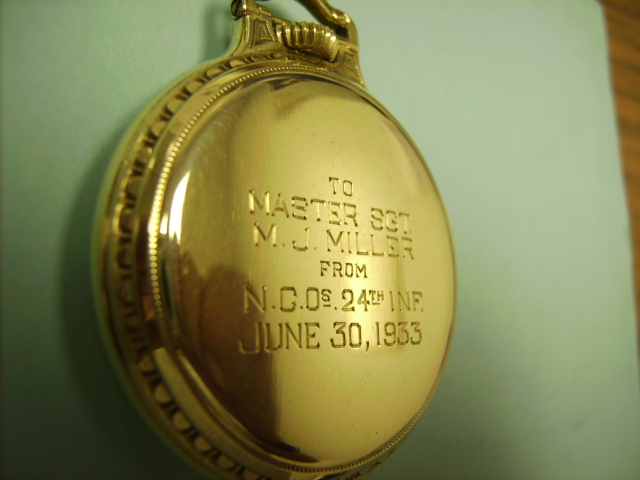 TO
MASTER SGT.
M. J. MILLER
FROM
N.C.Os. 24TH INF.
JUNE 30, 1933